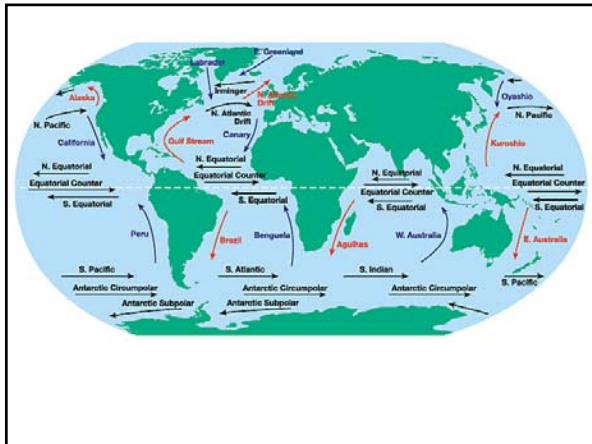 E. Greenland
Labrador
Irminger
N. Atlantic
Drift
Alaska
Oyashio
N. Pacific
N. Atlantic
Drift
N. Pacific
California
Gulf Stream
Canary
Kuroshio
N. Equatorial
N. Equatorial
N. Equatorial
N. Equatorial
Equatorial Counter
Equatorial Counter
Equatorial Counter
Equatorial Counter
S. Equatorial
S. Equatorial
S. Equatorial
S. Equatorial
Peru
Brazil
Benguela
Agulhas
W. Australia
E. Australia
S. Pacific
S. Atlantic
S. Indian
S. Pacific
Antarctic Circumpolar
Antarctic Circumpolar
Antarctic Circumpolar
Antarctic Subpolar
Antarctic Subpolar